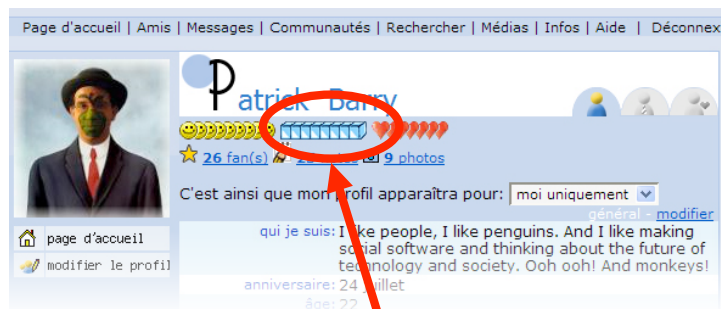 Page d'accueil | Amis | Messages | Communautés | Rechercher | Médias | Infos | Aide | Déconnex
Patrick Barry
26 fan(s)
9 photos
C'est ainsi que mon profil apparaîtra pour: moi uniquement
général - modifier
qui je suis: I like people, I like penguins. And I like making
social software and thinking about the future of
technology and society. Ooh ooh! And monkeys!
anniversaire: 24 juillet
âge: 22
page d'accueil
modifier le profil